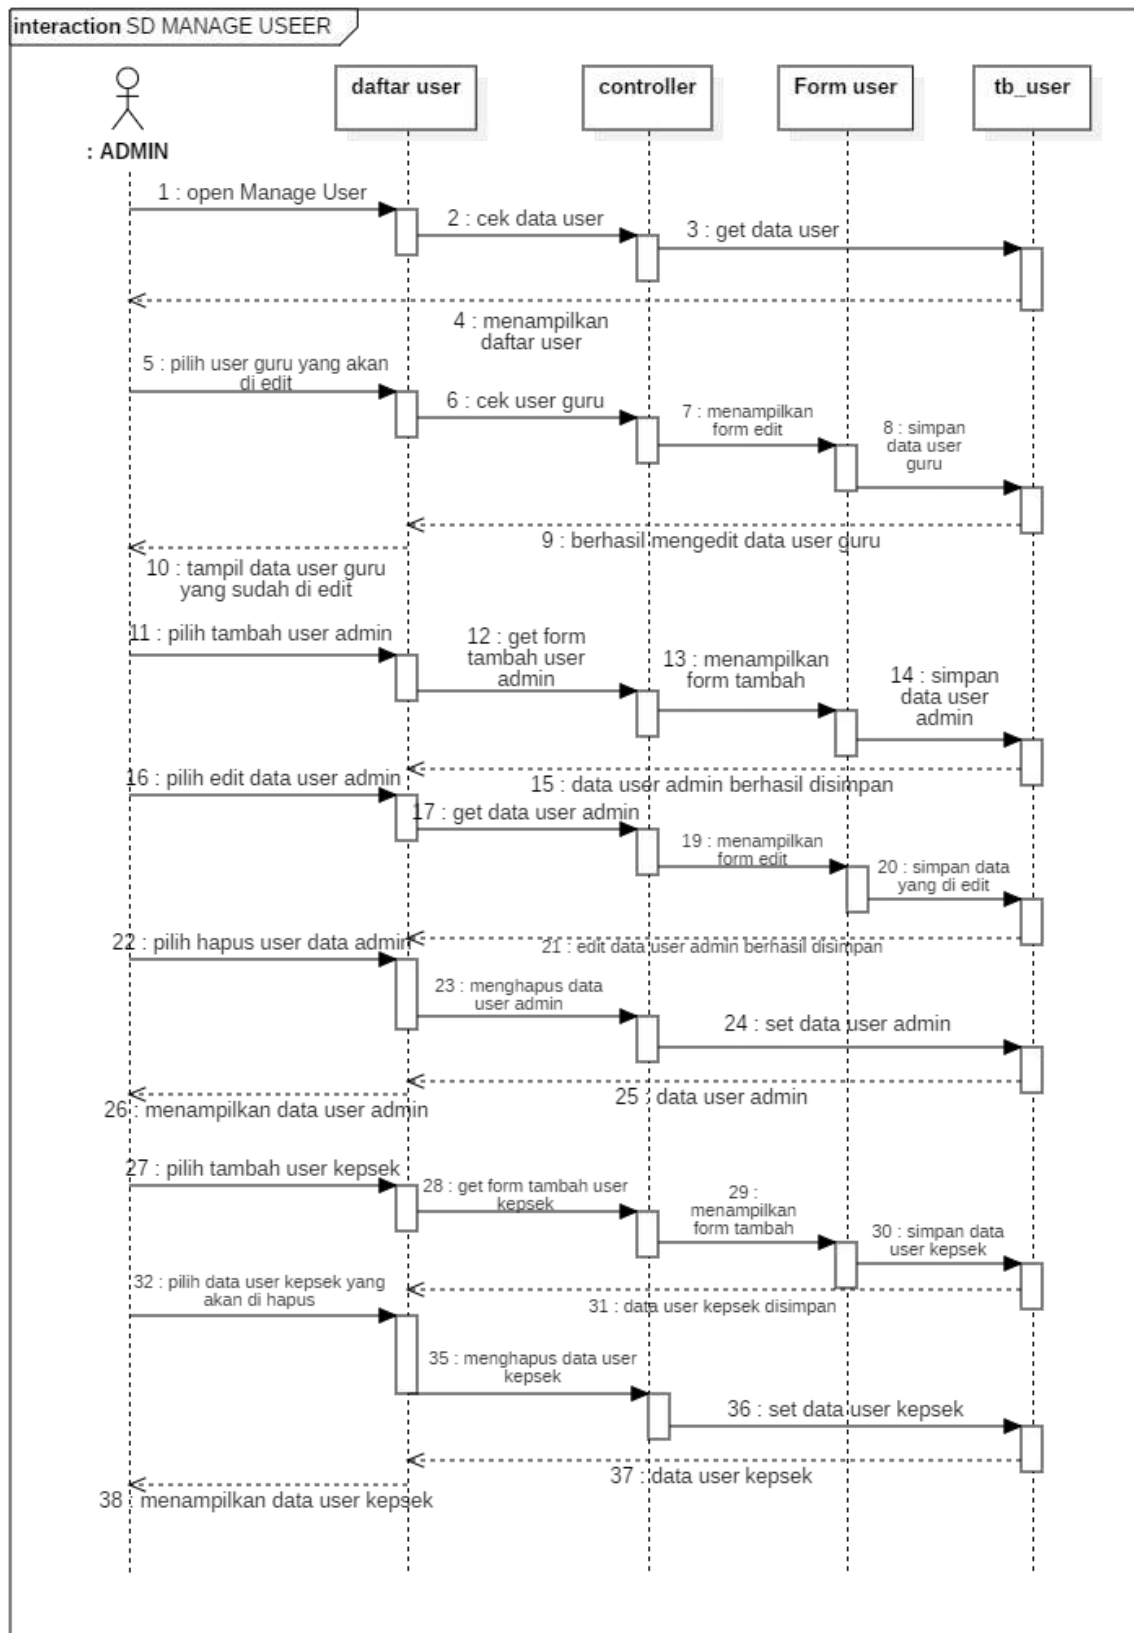 interaction SD MANAGE USEER
daftar user
controller
Form user
tb_user
: ADMIN
1 : open Manage User
2 : cek data user
3 : get data user
4 : menampilkan
daftar user
5 : pilih user guru yang akan
di edit
6 : cek user guru
7 : menampilkan
form edit
8 : simpan
data user
guru
9 : berhasil mengedit data user guru
10 : tampil data user guru
yang sudah di edit
11 : pilih tambah user admin
12 : get form
tambah user
admin
13 : menampilkan
form tambah
14 : simpan
data user
admin
15 : data user admin berhasil disimpan
16 : pilih edit data user admin
17 : get data user admin
19 : menampilkan
form edit
20 : simpan data
yang di edit
21 : edit data user admin berhasil disimpan
22 : pilih hapus user data admin
23 : menghapus data
user admin
24 : set data user admin
25 : data user admin
26 : menampilkan data user admin
27 : pilih tambah user kepsek
28 : get form tambah user
kepsek
29 :
menampilkan
form tambah
30 : simpan data
user kepsek
31 : data user kepsek disimpan
32 : pilih data user kepsek yang
akan di hapus
35 : menghapus data user
kepsek
36 : set data user kepsek
37 : data user kepsek
38 : menampilkan data user kepsek